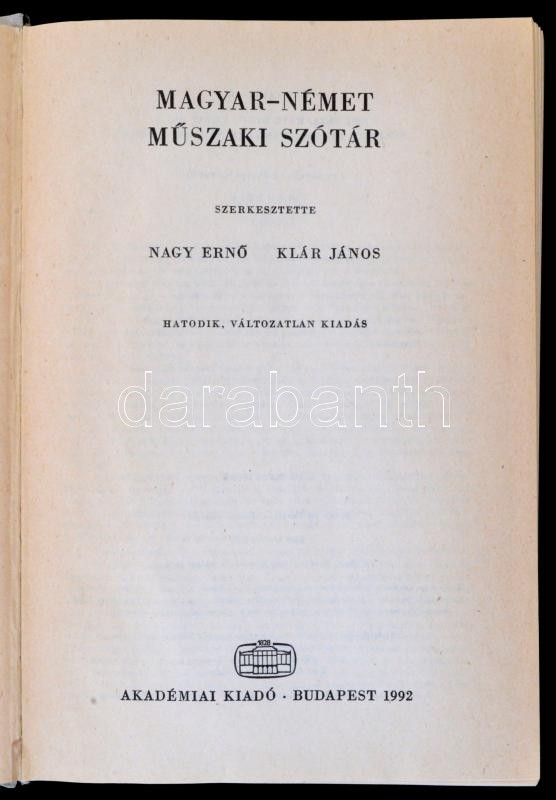 MAGYAR–NÉMET
MŰSZAKI SZÓTÁR
SZERKESZTETTE
NAGY ERNŐ KLÁR JÁNOS
HATODIK, VÁLTOZATLAN KIADÁS
darabanth
1828
AKADÉMIAI KIADÓ · BUDAPEST 1992